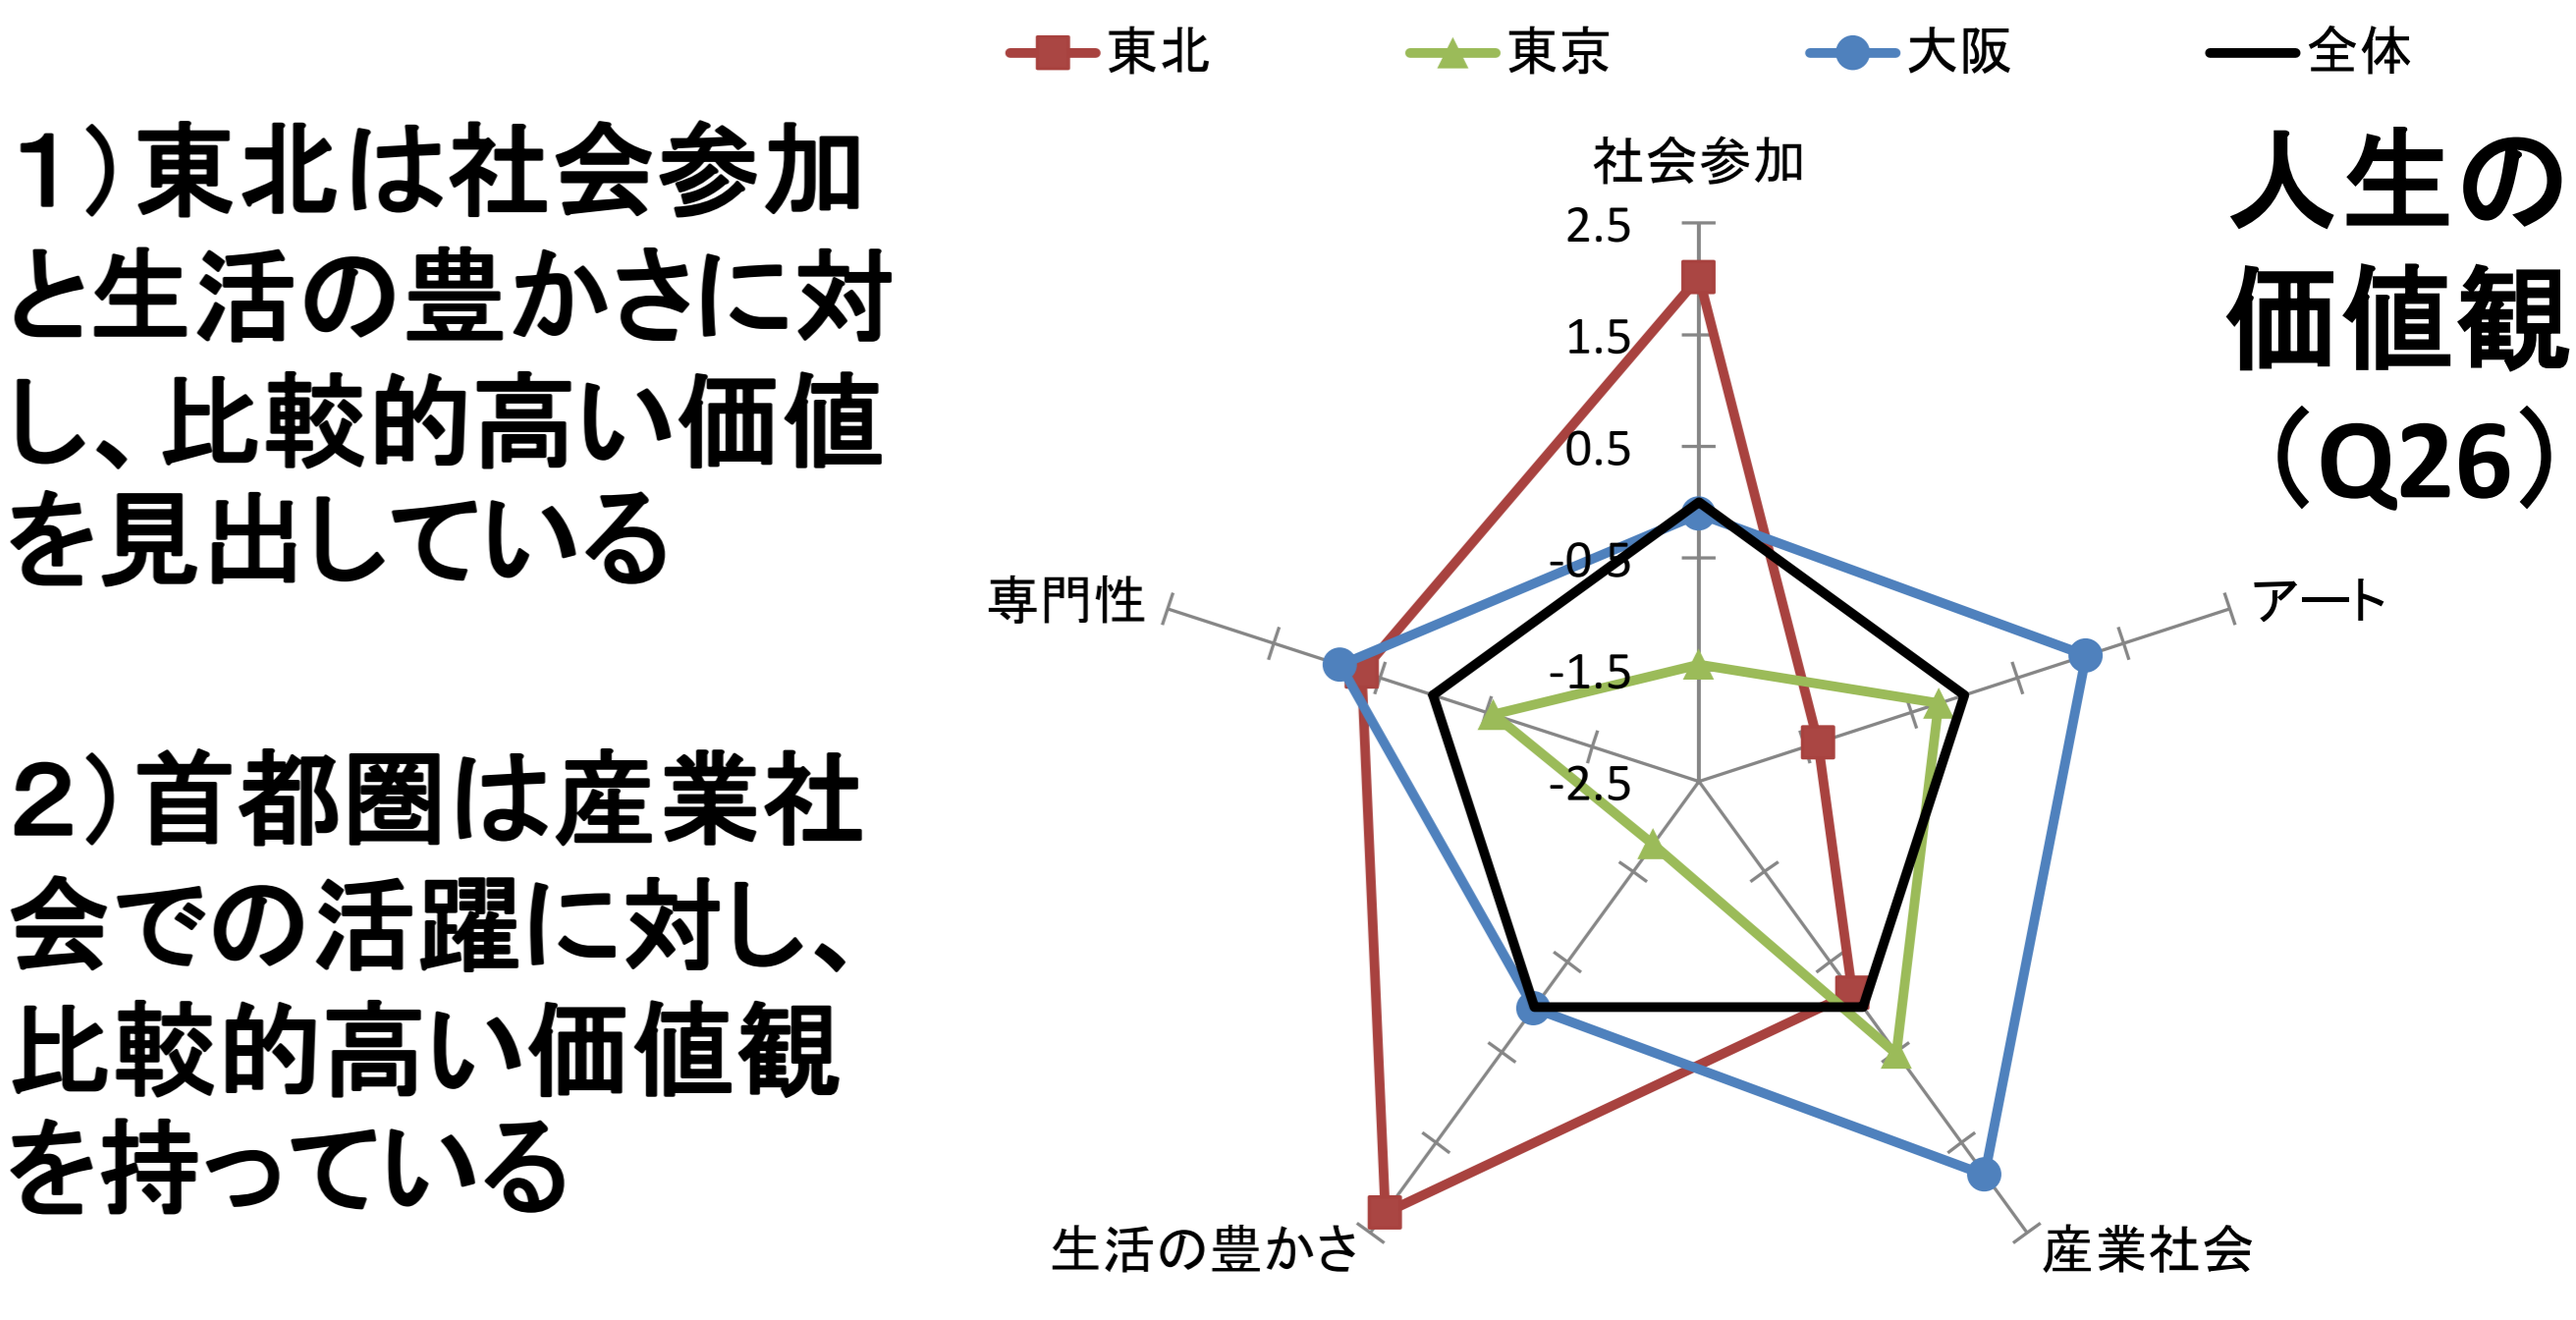 東北 東京 大阪 全体
1）東北は社会参加
と生活の豊かさに対
し、比較的高い価値
を見出している
2）首都圏は産業社
会での活躍に対し、
比較的高い価値観
を持っている
人生の
価値観
（Q26）
社会参加
2.5
1.5
0.5
-0.5
-1.5
-2.5
アート
専門性
生活の豊かさ
産業社会